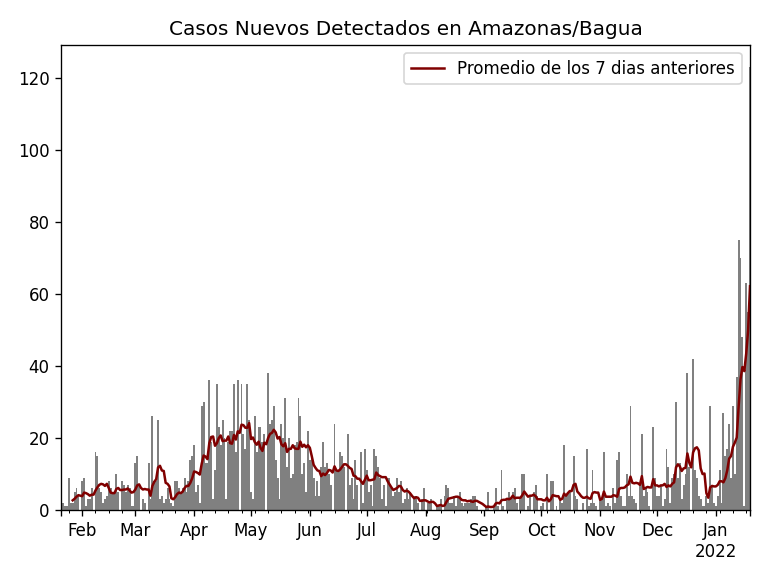 Casos Nuevos Detectados en Amazonas/Bagua
Promedio de los 7 dias anteriores
120
100
80
60
40
20
0
Feb Mar Apr May Jun Jul Aug Sep Oct Nov Dec Jan
2022